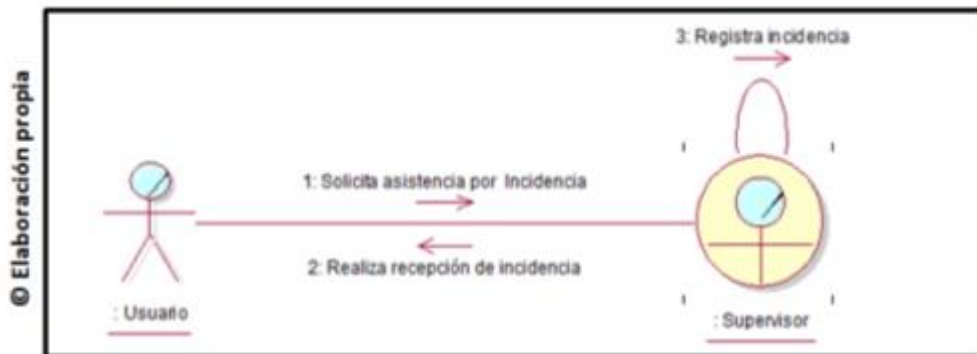 © Elaboración propia
3: Registra incidencia
1: Solicita asistencia por Incidencia
2: Realiza recepción de incidencia
: Usuario
: Supervisor